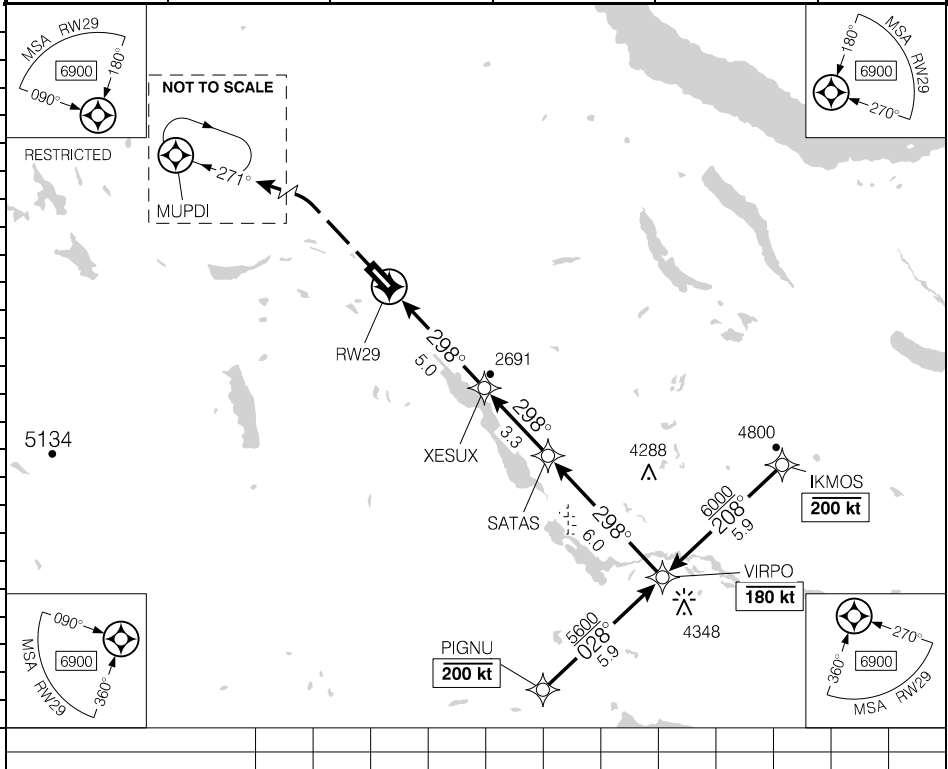 MSA RW29
6900
180°
090°
RESTRICTED
NOT TO SCALE
271°
MUPDI
MSA RW29
180°
6900
270°
RW29
298°
5.0
2691
XESUX
298°
3.3
SATAS
5134
4288
4800
IKMOS
200 kt
6000
208°
5.9
298°
6.0
VIRPO
180 kt
4348
5600
028°
5.9
PIGNU
200 kt
090°
6900
360°
MSA RW29
270°
6900
360°
MSA RW29